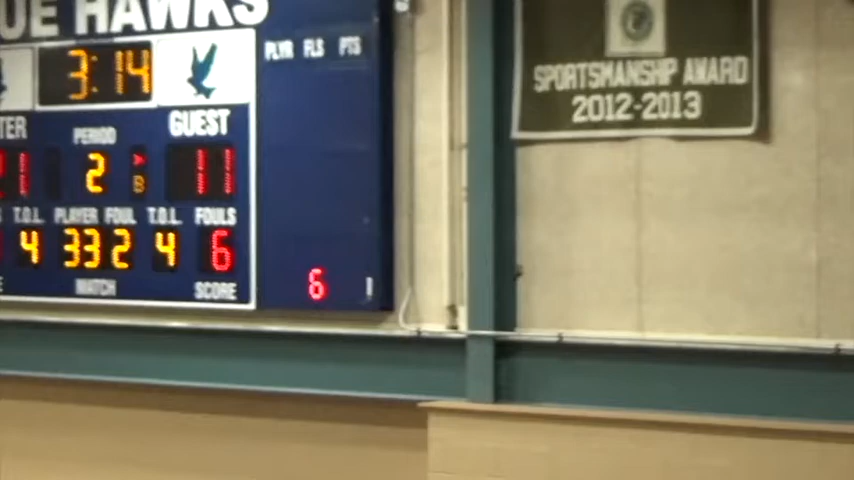 UE HAWKS
PLYR FLS PTS
3:14
TER
GUEST
PERIOD
1 2 B 11
T.O.L. PLAYER FOUL T.O.L. FOULS
4 33 2 4 6
MATCH SCORE
6
SPORTSMANSHIP AWARD
2012-2013